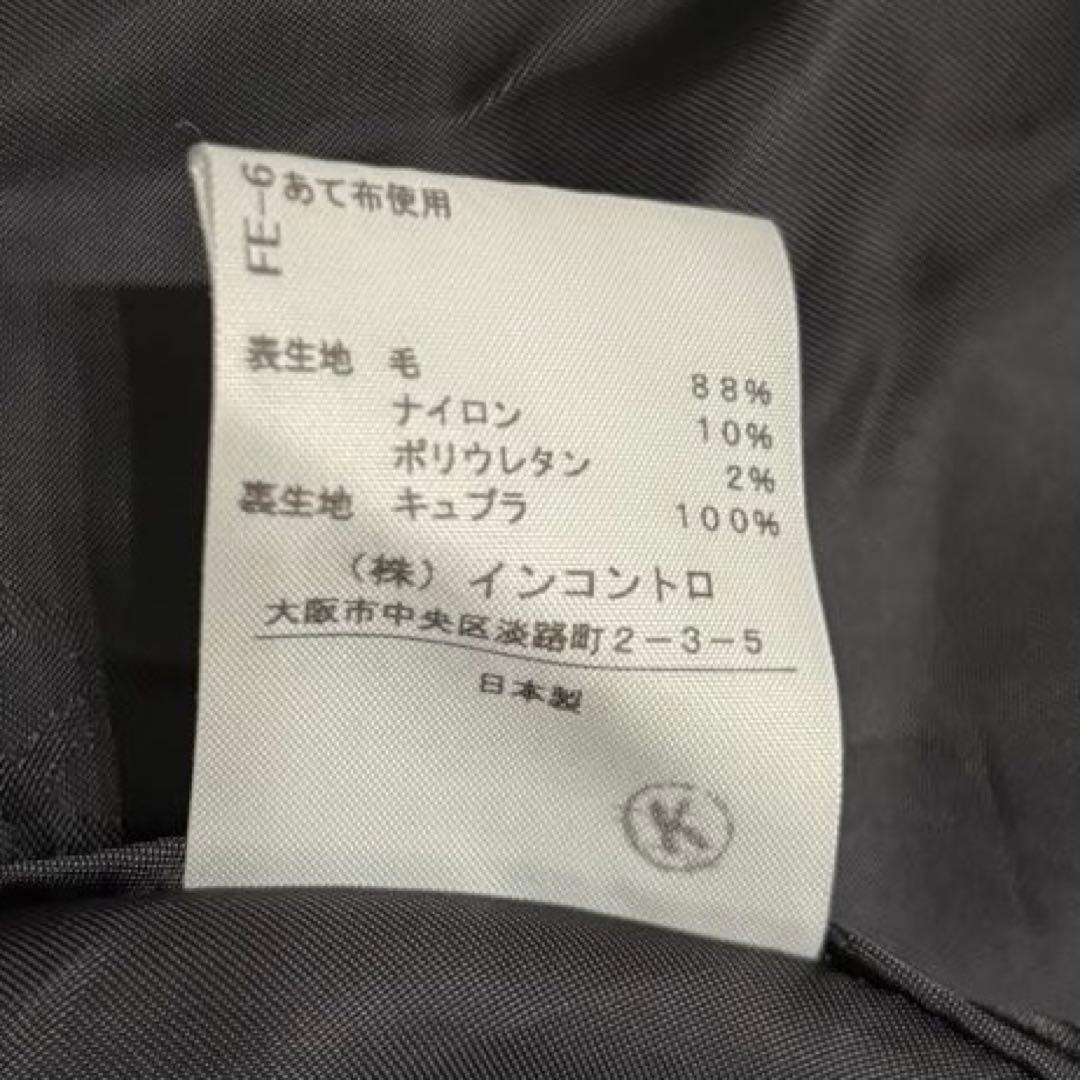 FE-6
あて布使用
表生地 毛 88%
ナイロン 10%
ポリウレタン 2%
裏生地 キュプラ 100%
(株) インコントロ
大阪市中央区淡路町2-3-5
日本製
K